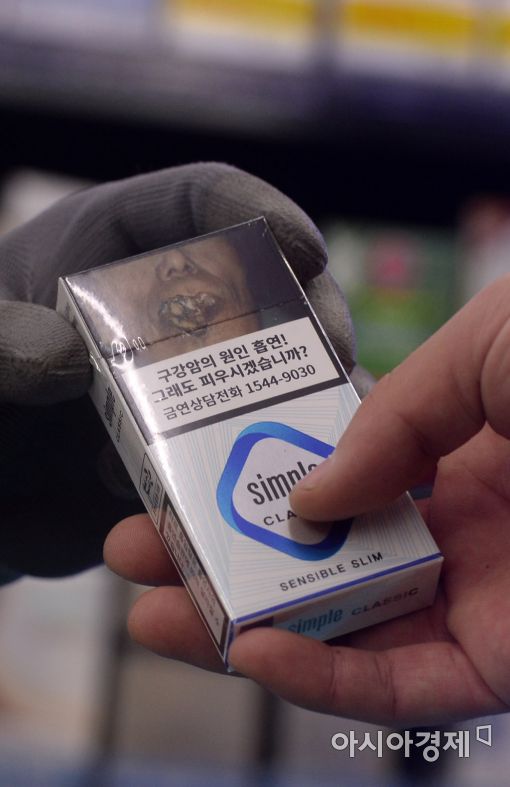 구강암의 원인 흡연!
그래도 피우시겠습니까?
금연상담전화 1544-9030
simple
SENSIBLE SLIM
simple CLASSIC
CLASSIC
아시아경제